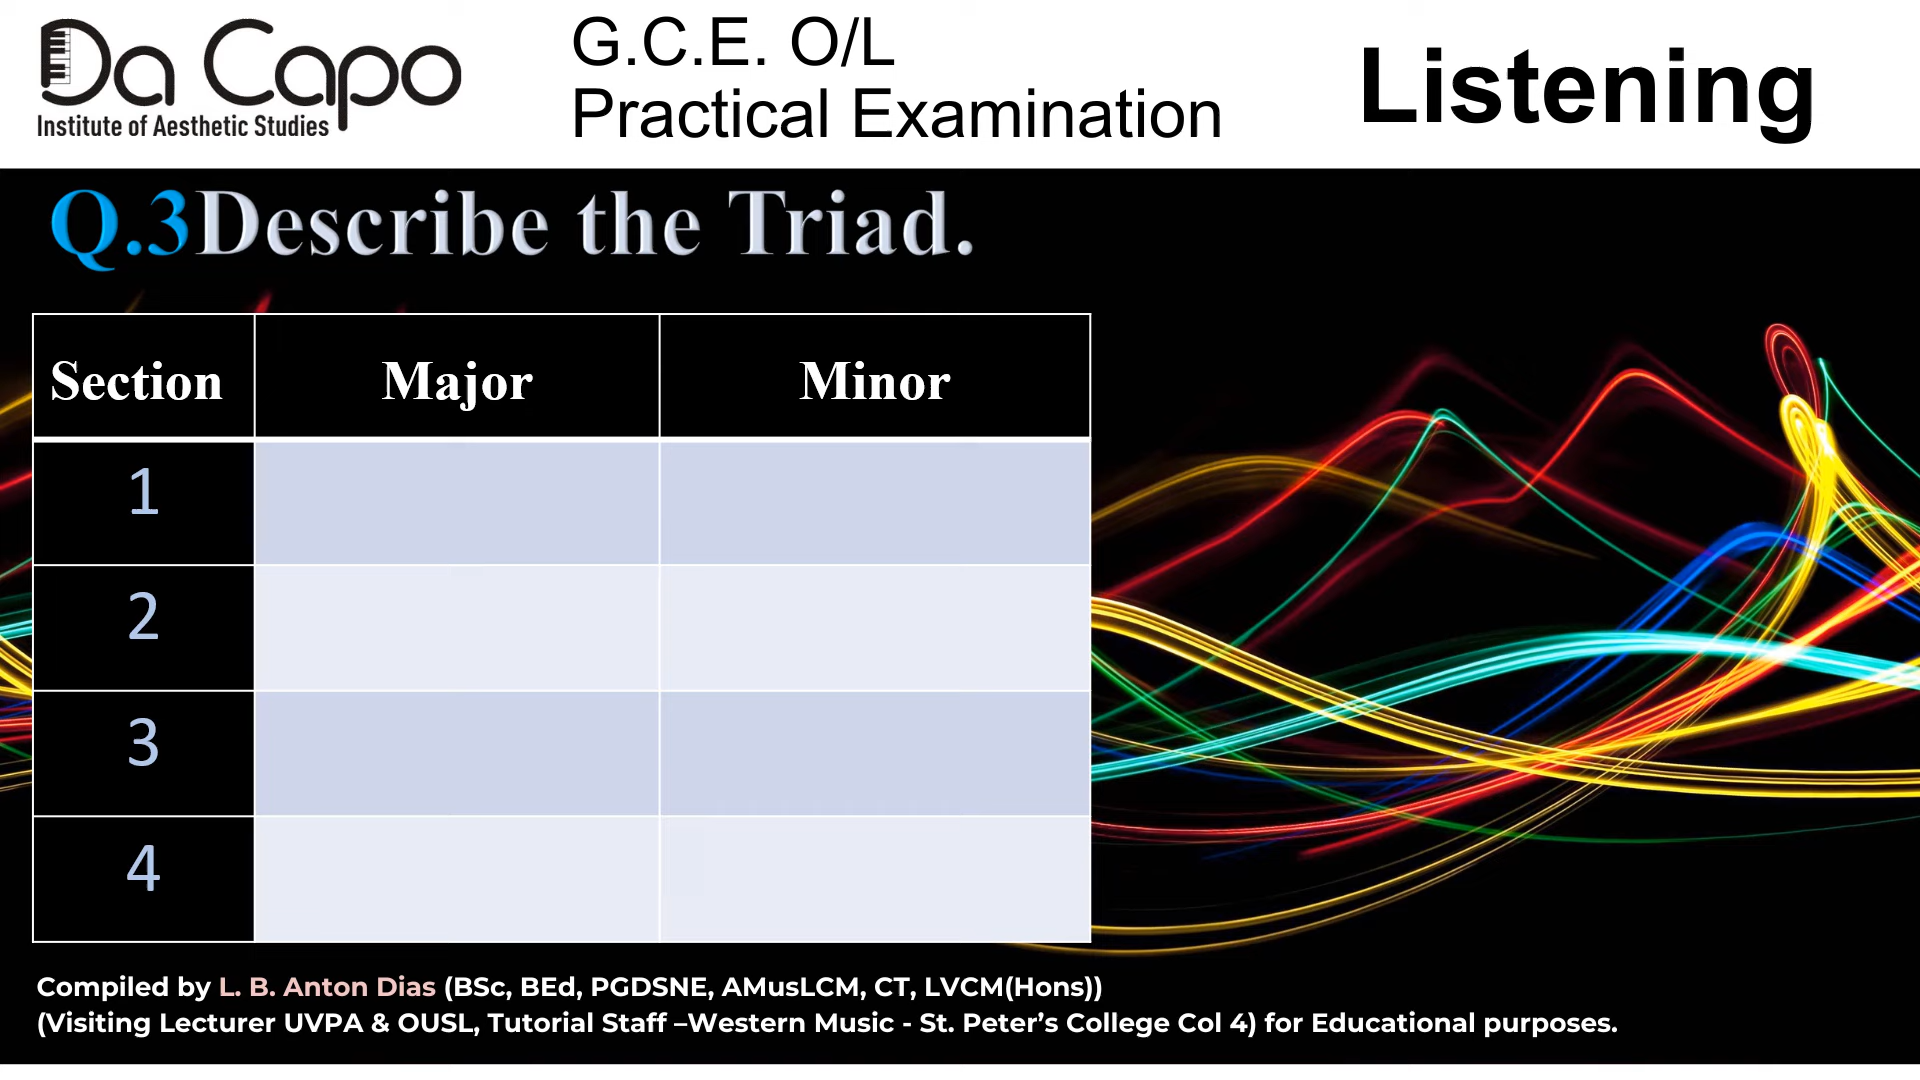 Da Capo
Institute of Aesthetic Studies
G.C.E. O/L
Practical Examination
Listening
Q.3Describe the Triad.
Section Major Minor
1
2
3
4
Compiled by L. B. Anton Dias (BSc, BEd, PGDSNE, AMusLCM, CT, LVCM(Hons))
(Visiting Lecturer UVPA & OUSL, Tutorial Staff –Western Music - St. Peter’s College Col 4) for Educational purposes.